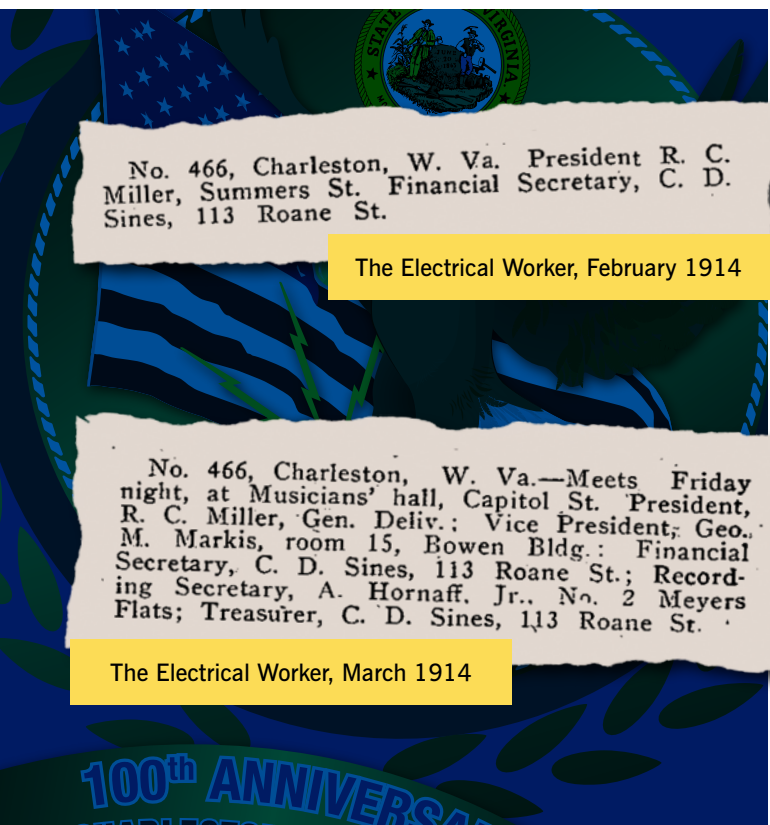 STATE
VIRGINIA
No. 466, Charleston, W. Va. President R. C.
Miller, Summers St. Financial Secretary, C. D.
Sines, 113 Roane St.
The Electrical Worker, February 1914
No. 466, Charleston, W. Va.—Meets Friday
night, at Musicians' hall, Capitol St. President,
R. C. Miller, Gen. Deliv.; Vice President, Geo.
M. Markis, room 15, Bowen Bldg.: Financial
Secretary, C. D. Sines, 113 Roane St.; Record-
ing Secretary, A. Hornaff, Jr., No. 2 Meyers
Flats; Treasurer, C. D. Sines, 113 Roane St.
The Electrical Worker, March 1914
100th ANNIVERSA